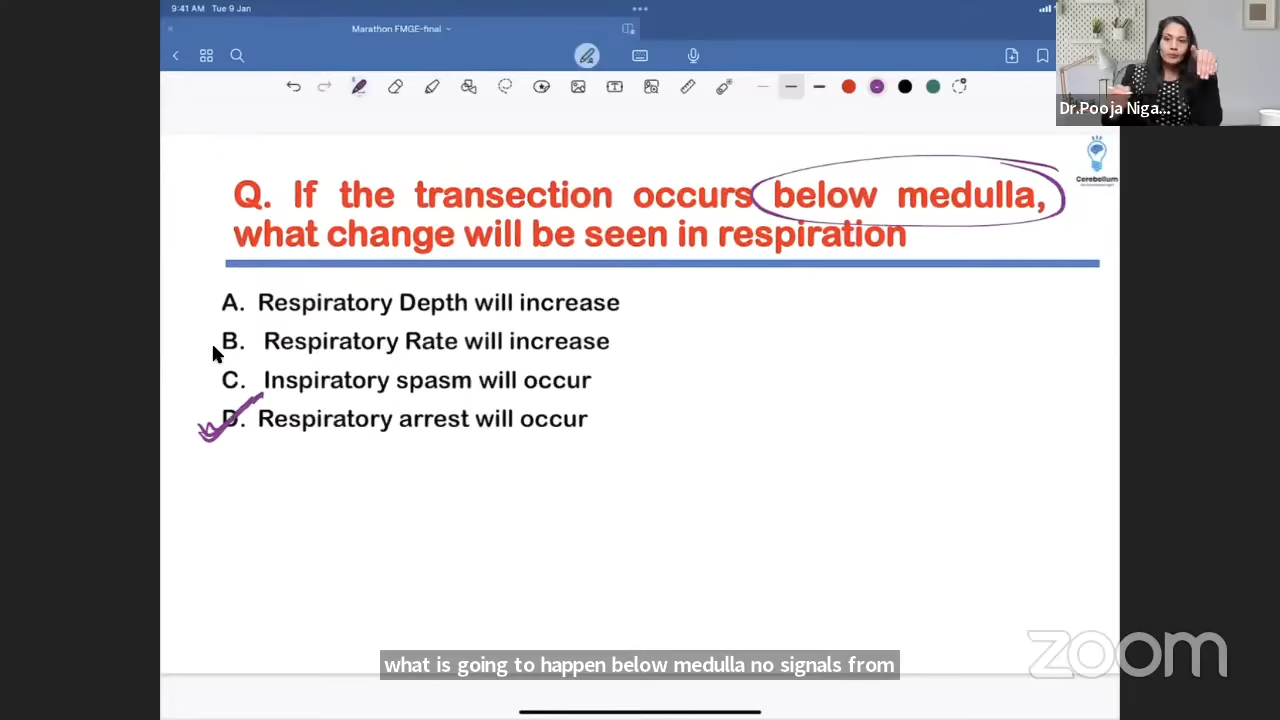 9:41 AM Tue 9 Jan
Marathon FMGE-final
Dr.Pooja Niga...
Cerebellum
Q. If the transection occurs below medulla,
what change will be seen in respiration
A. Respiratory Depth will increase
B. Respiratory Rate will increase
C. Inspiratory spasm will occur
D. Respiratory arrest will occur
zoom
what is going to happen below medulla no signals from